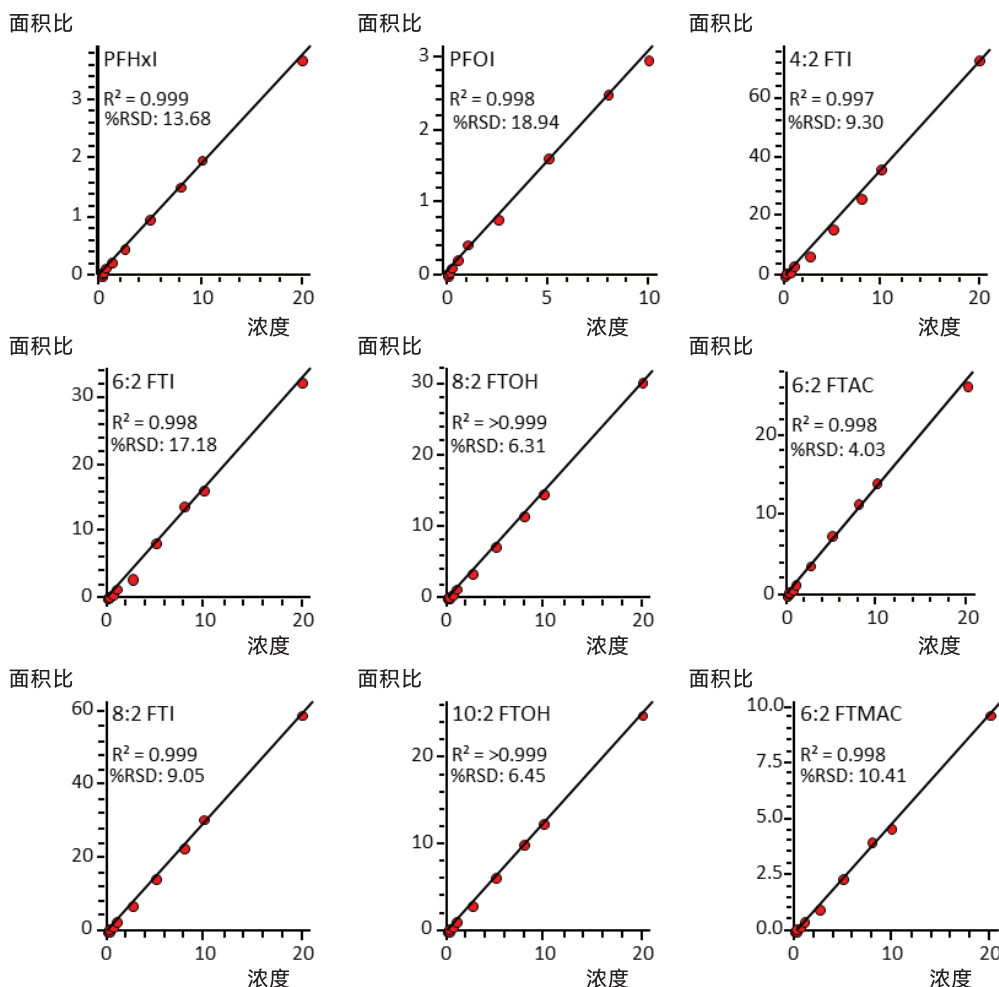 面积比
PFHxI
R² = 0.999
%RSD: 13.68
3
2
1
0
0
10
20
浓度
面积比
PFOI
R² = 0.998
%RSD: 18.94
3
2
1
0
0
5
10
浓度
面积比
4:2 FTI
R² = 0.997
%RSD: 9.30
60
40
20
0
0
10
20
浓度
面积比
6:2 FTI
R² = 0.998
%RSD: 17.18
30
20
10
0
0
10
20
浓度
面积比
8:2 FTOH
R² = >0.999
%RSD: 6.31
30
20
10
0
0
10
20
浓度
面积比
6:2 FTAC
R² = 0.998
%RSD: 4.03
20
10
0
0
10
20
浓度
面积比
8:2 FTI
R² = 0.999
%RSD: 9.05
60
40
20
0
0
10
20
浓度
面积比
10:2 FTOH
R² = >0.999
%RSD: 6.45
20
10
0
0
10
20
浓度
面积比
6:2 FTMAC
R² = 0.998
%RSD: 10.41
10.0
7.5
5.0
2.5
0.0
0
10
20
浓度